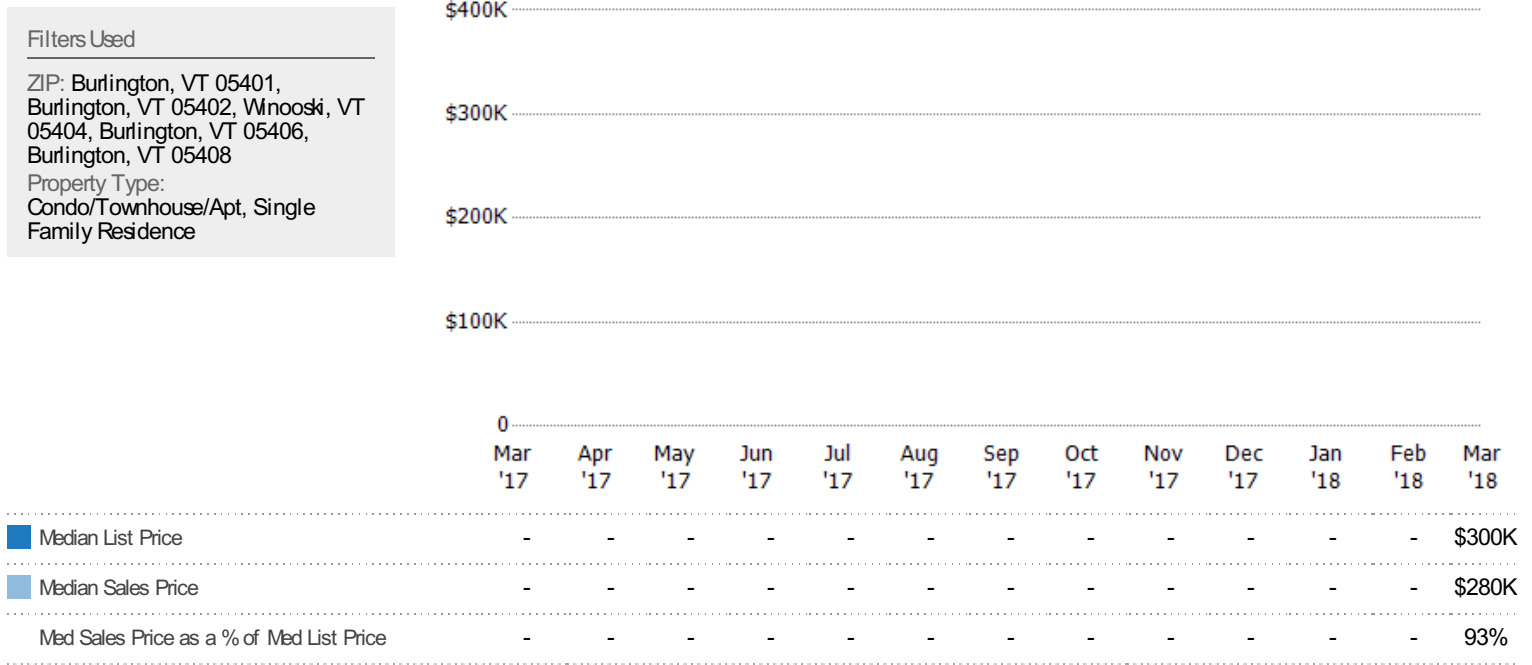 Filters Used
ZIP: Burlington, VT 05401,
Burlington, VT 05402, Winooski, VT
05404, Burlington, VT 05406,
Burlington, VT 05408
Property Type:
Condo/Townhouse/Apt, Single
Family Residence
$400K
$300K
$200K
$100K
0
Mar Apr May Jun Jul Aug Sep Oct Nov Dec Jan Feb Mar
'17 '17 '17 '17 '17 '17 '17 '17 '17 '17 '18 '18 '18
Median List Price - - - - - - - - - - - - $300K
Median Sales Price - - - - - - - - - - - - $280K
Med Sales Price as a % of Med List Price - - - - - - - - - - - - 93%